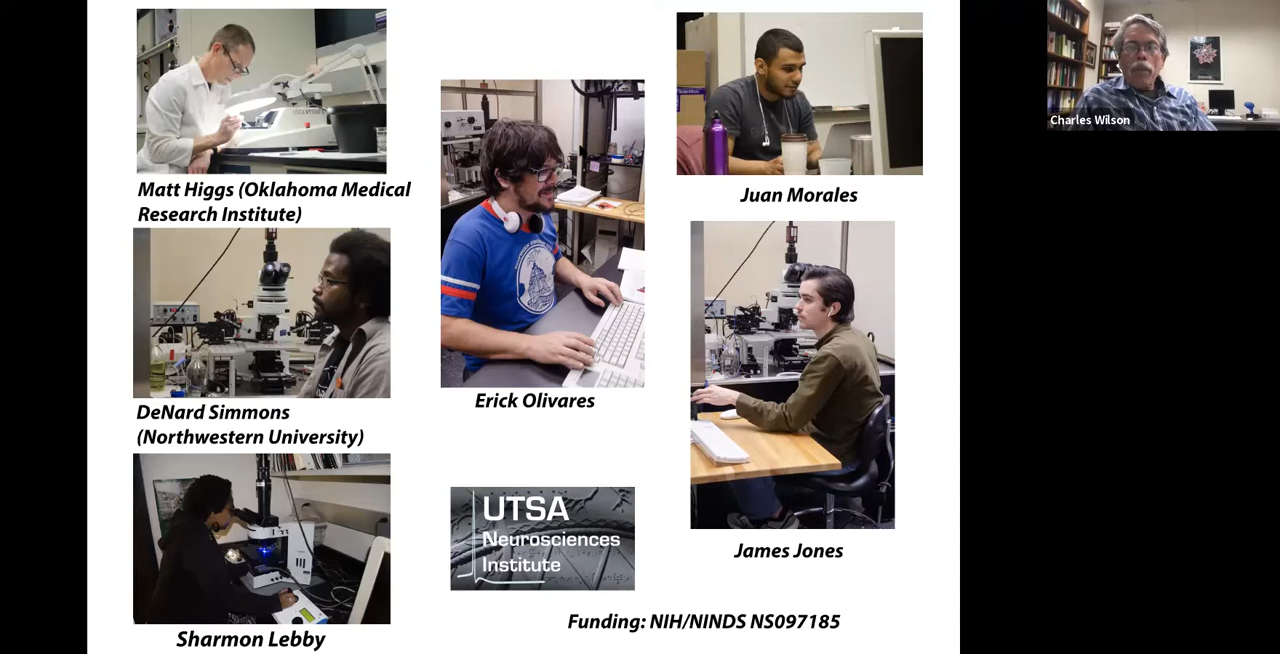 Matt Higgs (Oklahoma Medical
Research Institute)
DeNard Simmons
(Northwestern University)
Sharmon Lebby
Erick Olivares
UTSA
Neurosciences
Institute
Juan Morales
James Jones
Funding: NIH/NINDS NS097185
Charles Wilson